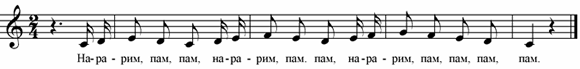 На-ра - рим, пам, пам, на-ра - рим, пам. пам, на-ра - рим, пам, пам, пам, пам.